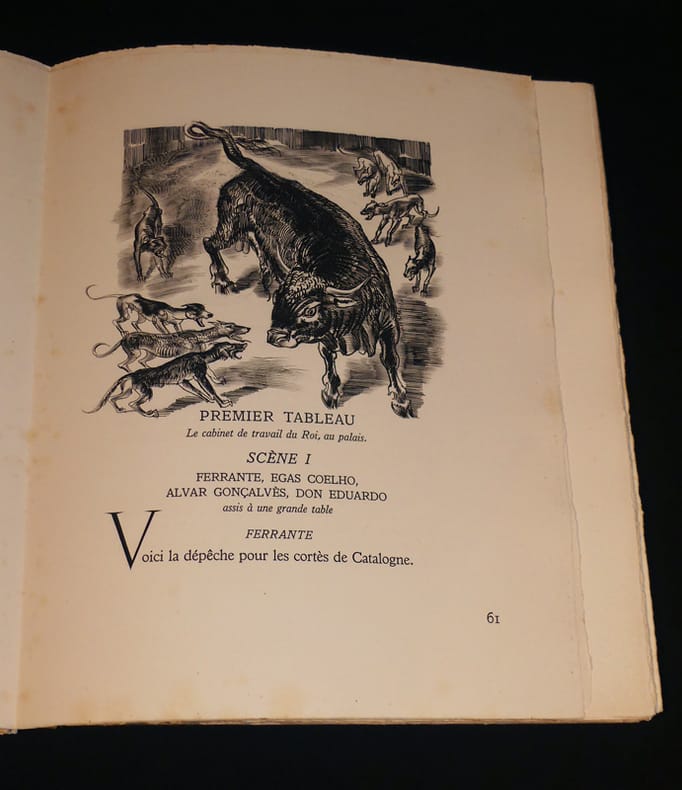 PREMIER TABLEAU
Le cabinet de travail du Roi, au palais.
SCÈNE I
FERRANTE, EGAS COELHO,
ALVAR GONÇALVÈS, DON EDUARDO
assis à une grande table
FERRANTE
Voici la dépêche pour les cortès de Catalogne.
61